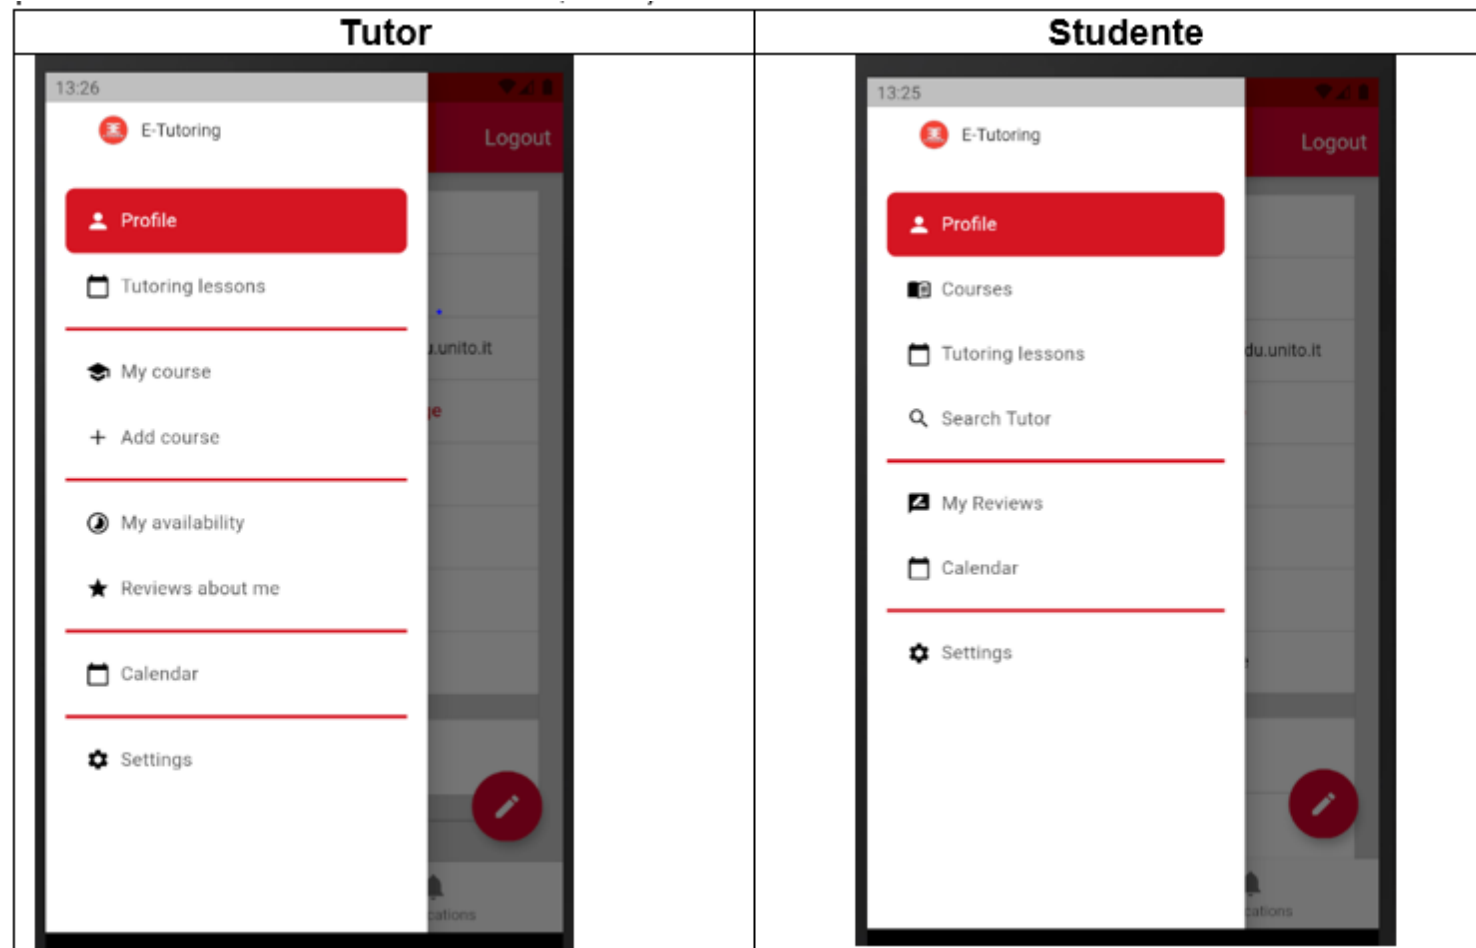 Tutor
Studente
13:26
E-Tutoring
Logout
Profile
Tutoring lessons
.unito.it
My course
Add course
My availability
Reviews about me
Calendar
Settings
cations
13:25
E-Tutoring
Logout
Profile
Courses
Tutoring lessons
du.unito.it
Search Tutor
My Reviews
Calendar
Settings
cations